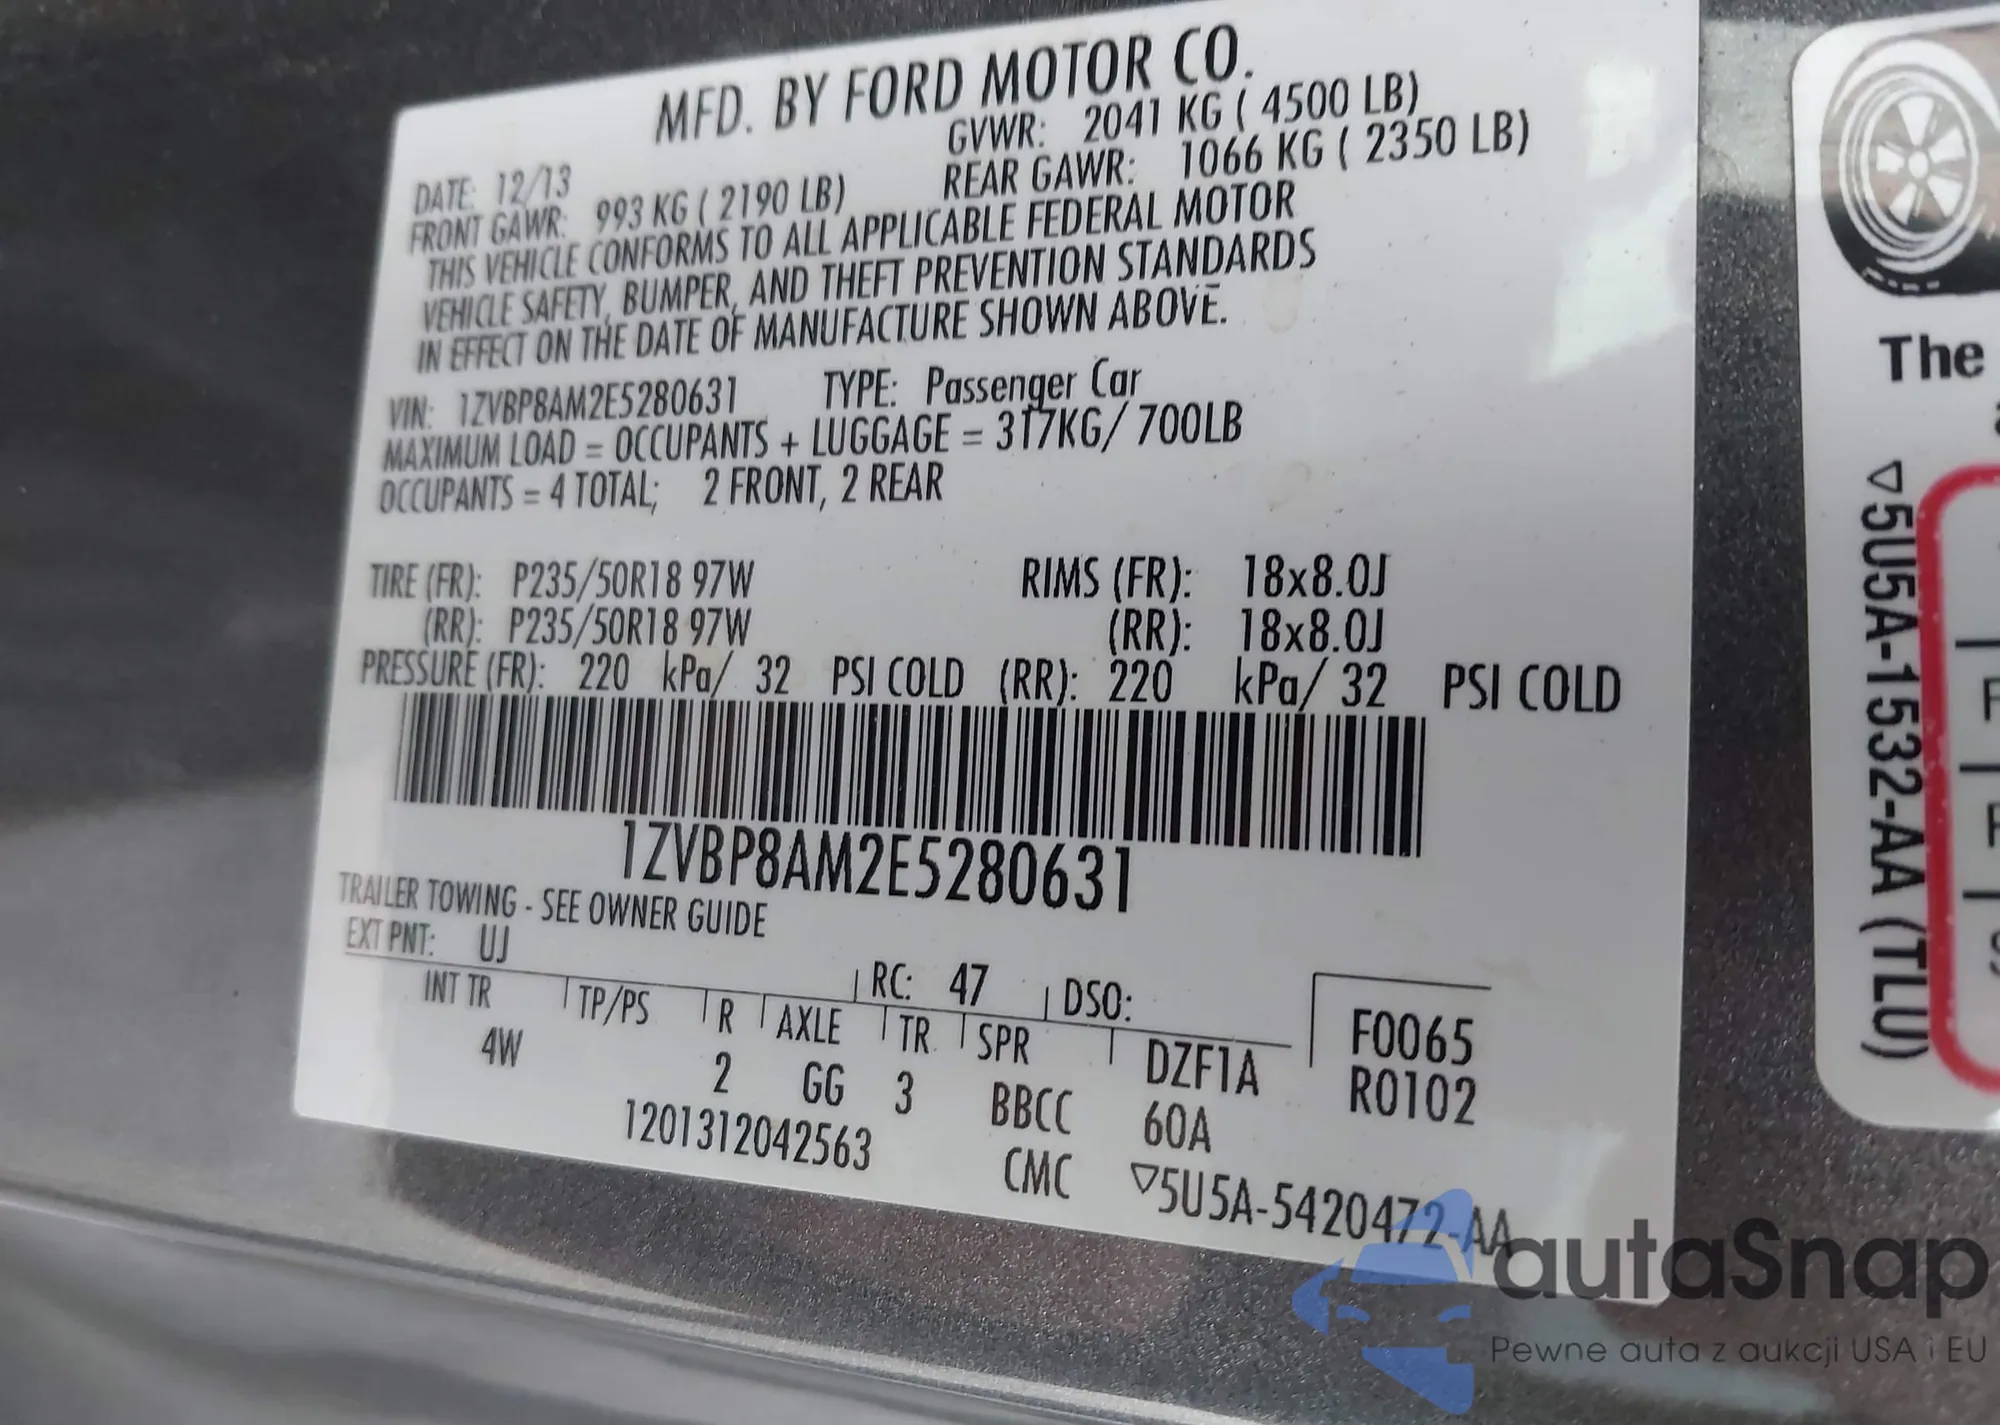 MFD. BY FORD MOTOR CO.
DATE: 12/13 GVWR: 2041 KG ( 4500 LB)
FRONT GAWR: 993 KG ( 2190 LB) REAR GAWR: 1066 KG ( 2350 LB)
THIS VEHICLE CONFORMS TO ALL APPLICABLE FEDERAL MOTOR
VEHICLE SAFETY, BUMPER, AND THEFT PREVENTION STANDARDS
IN EFFECT ON THE DATE OF MANUFACTURE SHOWN ABOVE.
VIN: 1ZVBP8AM2E5280631 TYPE: Passenger Car
MAXIMUM LOAD = OCCUPANTS + LUGGAGE = 317KG/ 700LB
OCCUPANTS = 4 TOTAL; 2 FRONT, 2 REAR
TIRE (FR): P235/50R18 97W RIMS (FR): 18x8.0J
(RR): P235/50R18 97W (RR): 18x8.0J
PRESSURE (FR): 220 kPa/ 32 PSI COLD (RR): 220 kPa/ 32 PSI COLD
1ZVBP8AM2E5280631
TRAILER TOWING - SEE OWNER GUIDE
EXT PNT: UJ RC: 47 DSO:
INT TR TP/PS R AXLE TR SPR DZF1A F0065
4W 2 GG 3 BBCC 60A R0102
1201312042563 CMC ▽5U5A-5420472-AA
The
▽5U5A-1532-AA (TLU)
autaSnap
Pewne auta z aukcji USA i EU